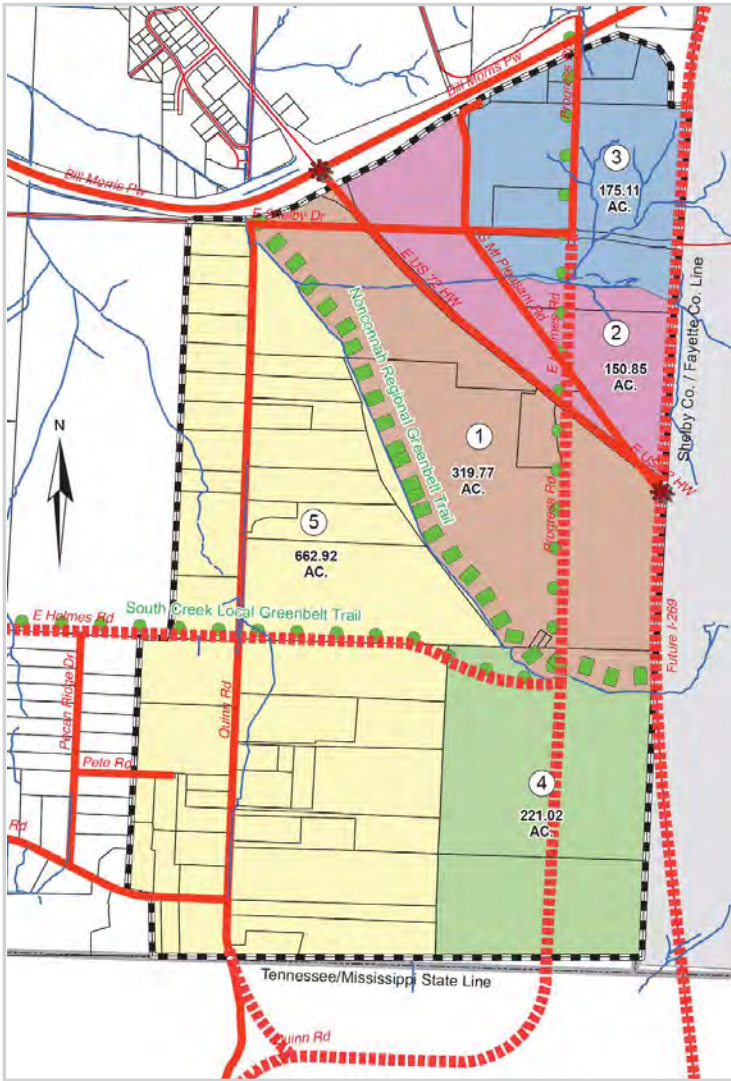 Bill Morris Pw
Progress Rd
3
175.11
AC.
Bill Morris Pw
E Shelby Dr
E US 72 HW
S Mt Pleasant Rd
E Holmes Rd
2
150.85
AC.
Shelby Co. / Fayette Co. Line
Nonconnah Regional Greenbelt Trail
N
1
319.77
AC.
E US 72 HW
Progress Rd
5
662.92
AC.
E Holmes Rd
South Creek Local Greenbelt Trail
Future I-269
Pecan Ridge Dr
Quinn Rd
Pete Rd
4
221.02
AC.
Rd
Tennessee/Mississippi State Line
Quinn Rd